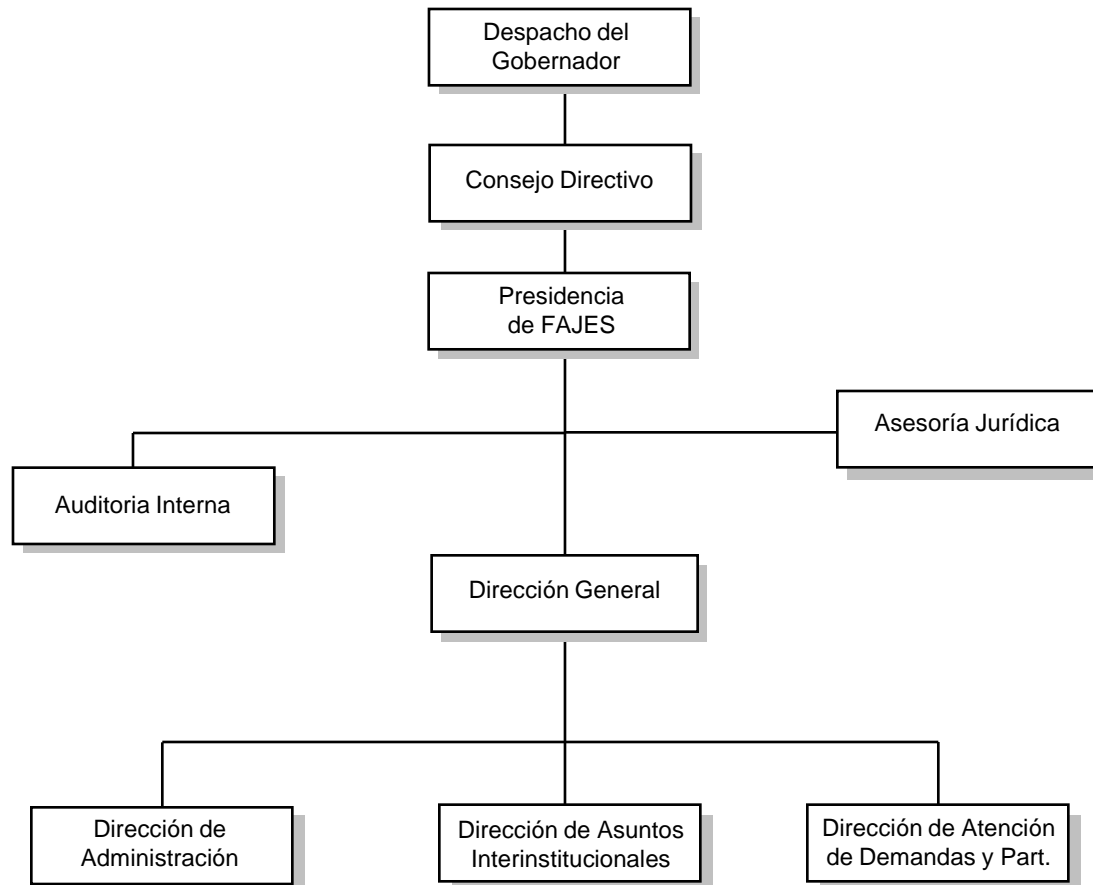 Despacho del
Gobernador
Consejo Directivo
Presidencia
de FAJES
Asesoría Jurídica
Auditoria Interna
Dirección General
Dirección de
Administración
Dirección de Asuntos
Interinstitucionales
Dirección de Atención
de Demandas y Part.